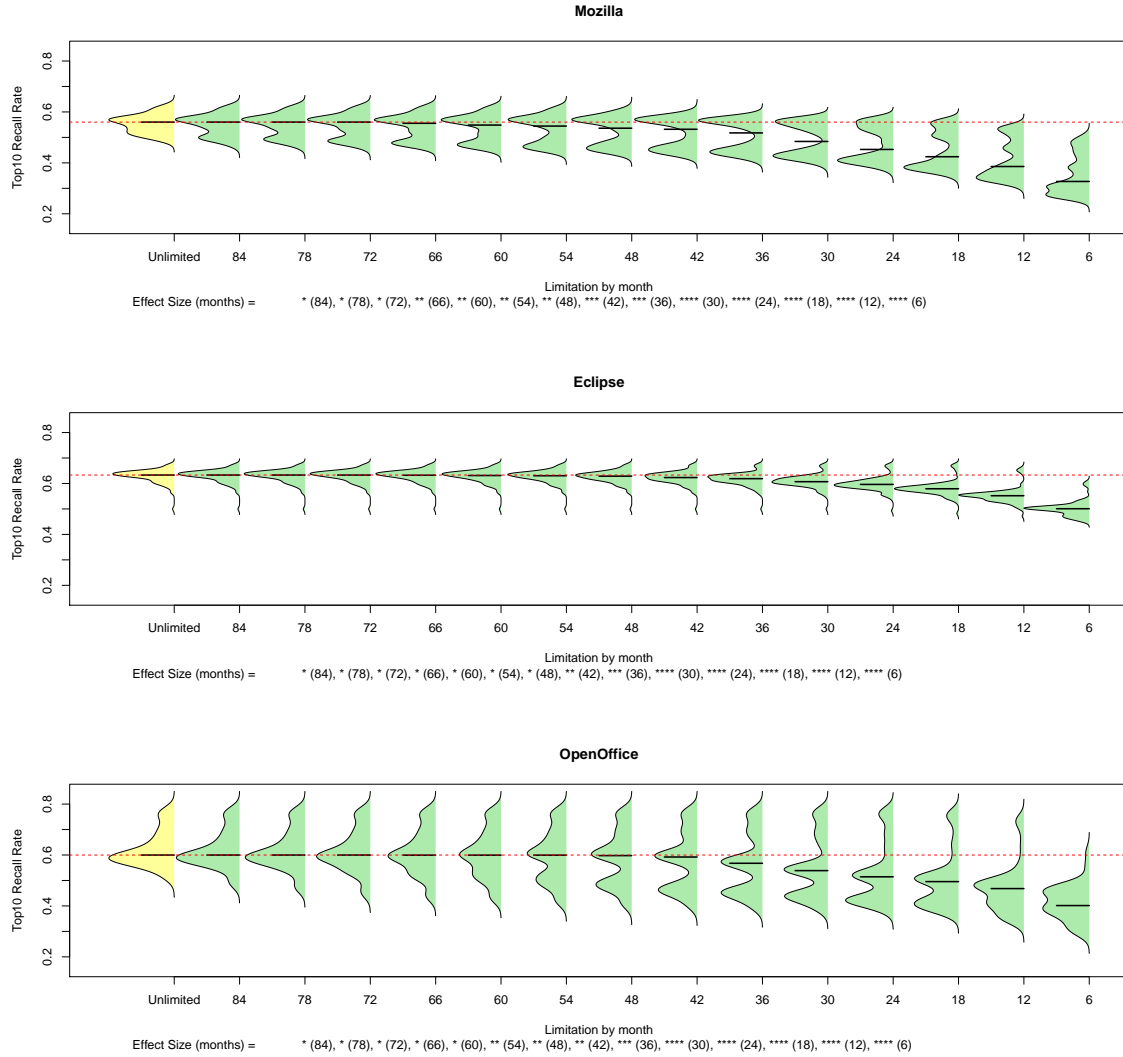 Mozilla
Top10 Recall Rate
0.8
0.6
0.4
0.2
Unlimited 84 78 72 66 60 54 48 42 36 30 24 18 12 6
Limitation by month
Effect Size (months) = * (84), * (78), * (72), ** (66), ** (60), ** (54), ** (48), *** (42), *** (36), **** (30), **** (24), **** (18), **** (12), **** (6)
Eclipse
Top10 Recall Rate
0.8
0.6
0.4
0.2
Unlimited 84 78 72 66 60 54 48 42 36 30 24 18 12 6
Limitation by month
Effect Size (months) = * (84), * (78), * (72), * (66), * (60), * (54), * (48), ** (42), *** (36), **** (30), **** (24), **** (18), **** (12), **** (6)
OpenOffice
Top10 Recall Rate
0.8
0.6
0.4
0.2
Unlimited 84 78 72 66 60 54 48 42 36 30 24 18 12 6
Limitation by month
Effect Size (months) = * (84), * (78), * (72), * (66), * (60), ** (54), ** (48), ** (42), *** (36), **** (30), **** (24), **** (18), **** (12), **** (6)